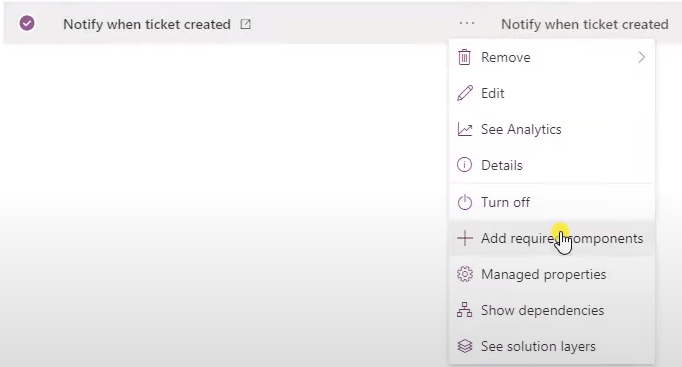 Notify when ticket created ··· Notify when ticket created
Remove
Edit
See Analytics
Details
Turn off
Add required components
Managed properties
Show dependencies
See solution layers